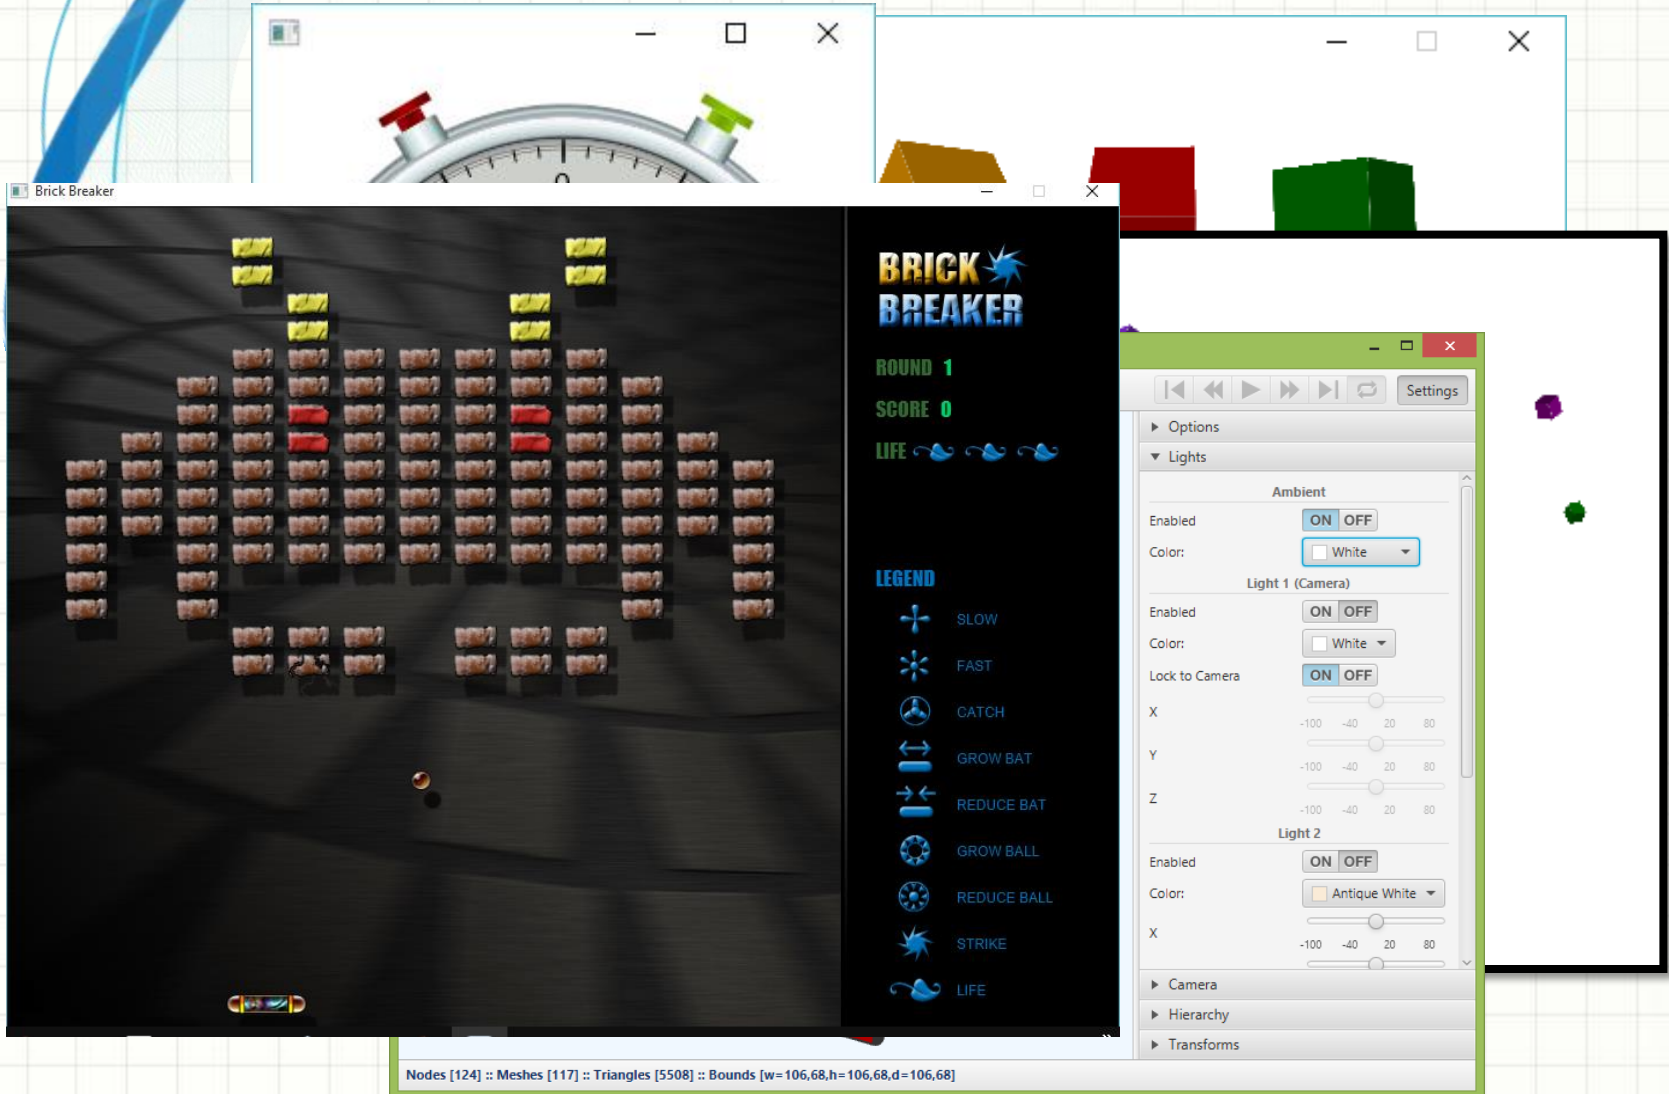 0
Brick Breaker
BRICK
BREAKER
ROUND 1
SCORE 0
LIFE
LEGEND
SLOW
FAST
CATCH
GROW BAT
REDUCE BAT
GROW BALL
REDUCE BALL
STRIKE
LIFE
Settings
Options
Lights
Ambient
Enabled ON OFF
Color: White
Light 1 (Camera)
Enabled ON OFF
Color: White
Lock to Camera ON OFF
X
-100 -40 20 80
Y
-100 -40 20 80
Z
-100 -40 20 80
Light 2
Enabled ON OFF
Color: Antique White
X
-100 -40 20 80
Camera
Hierarchy
Transforms
Nodes [124] :: Meshes [117] :: Triangles [5508] :: Bounds [w=106,68,h=106,68,d=106,68]